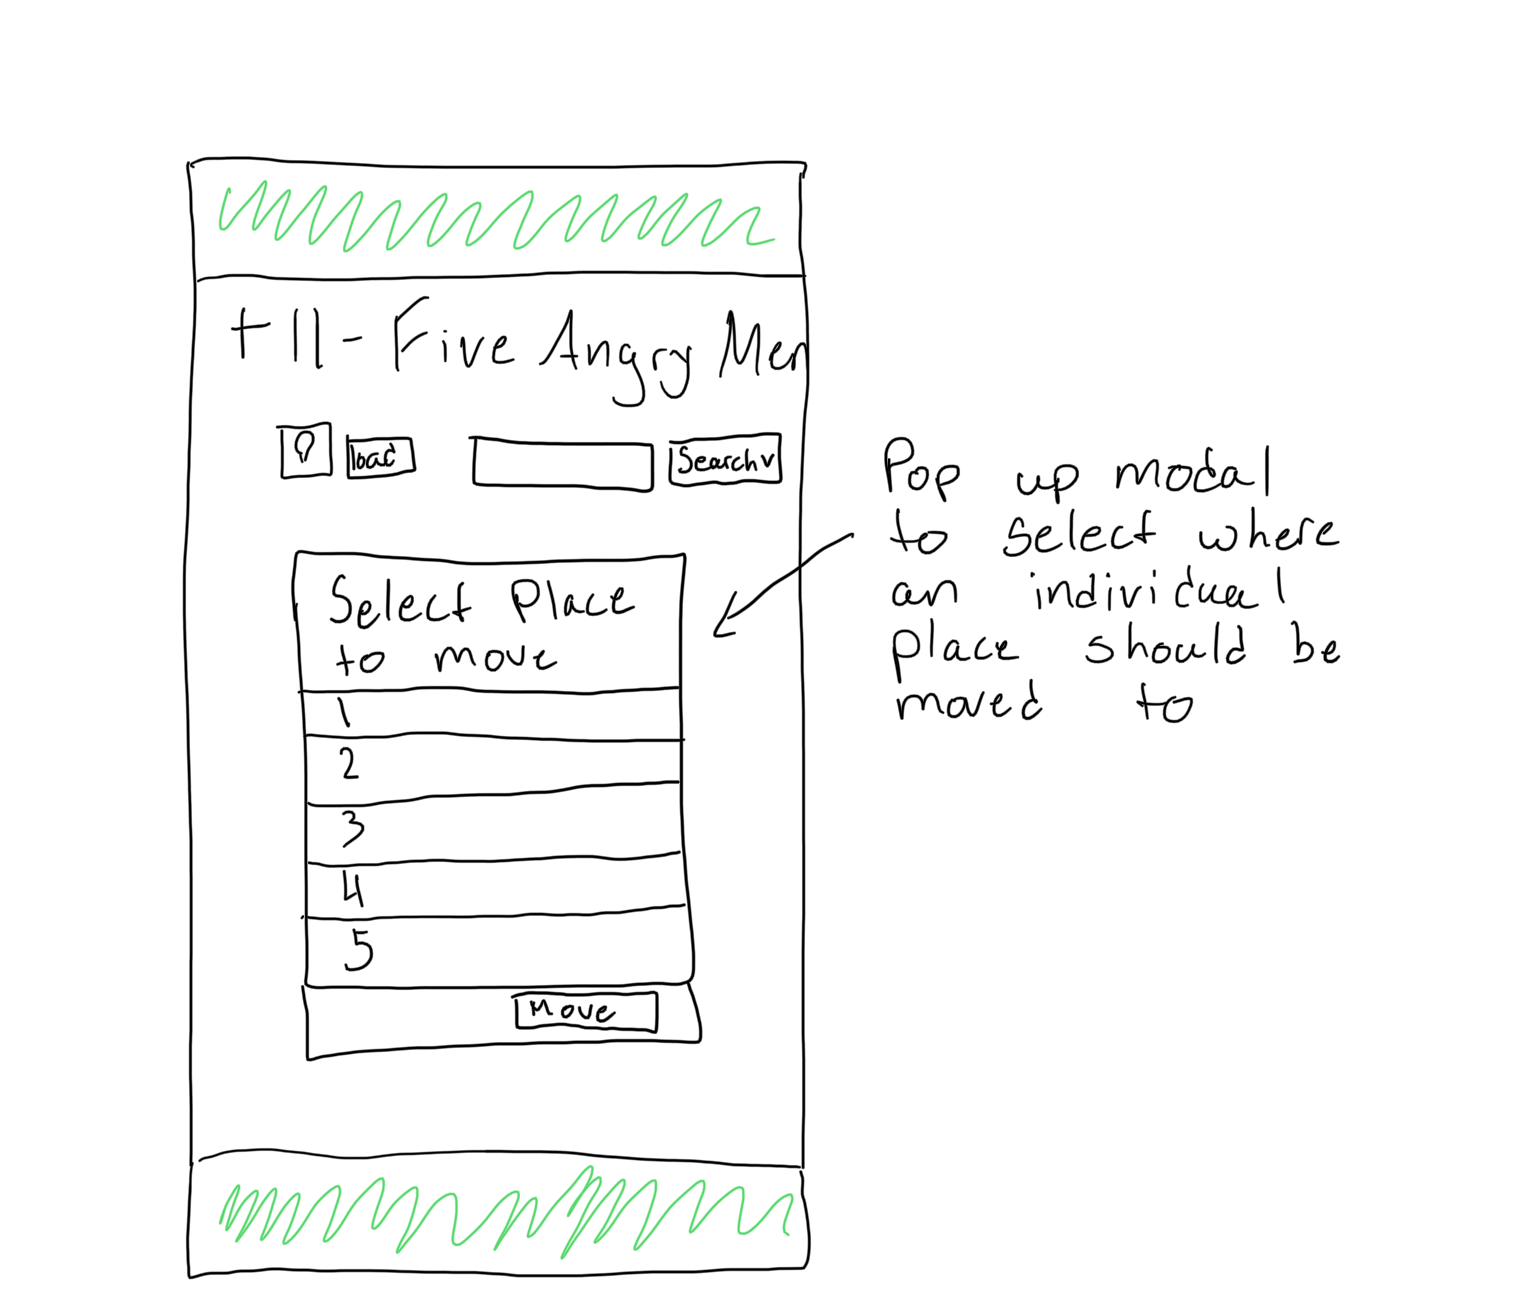 t11 - Five Angry Men
load
Search v
Pop up modal
to select where
an individual
place should be
moved to
Select Place
to move
1
2
3
4
5
Move